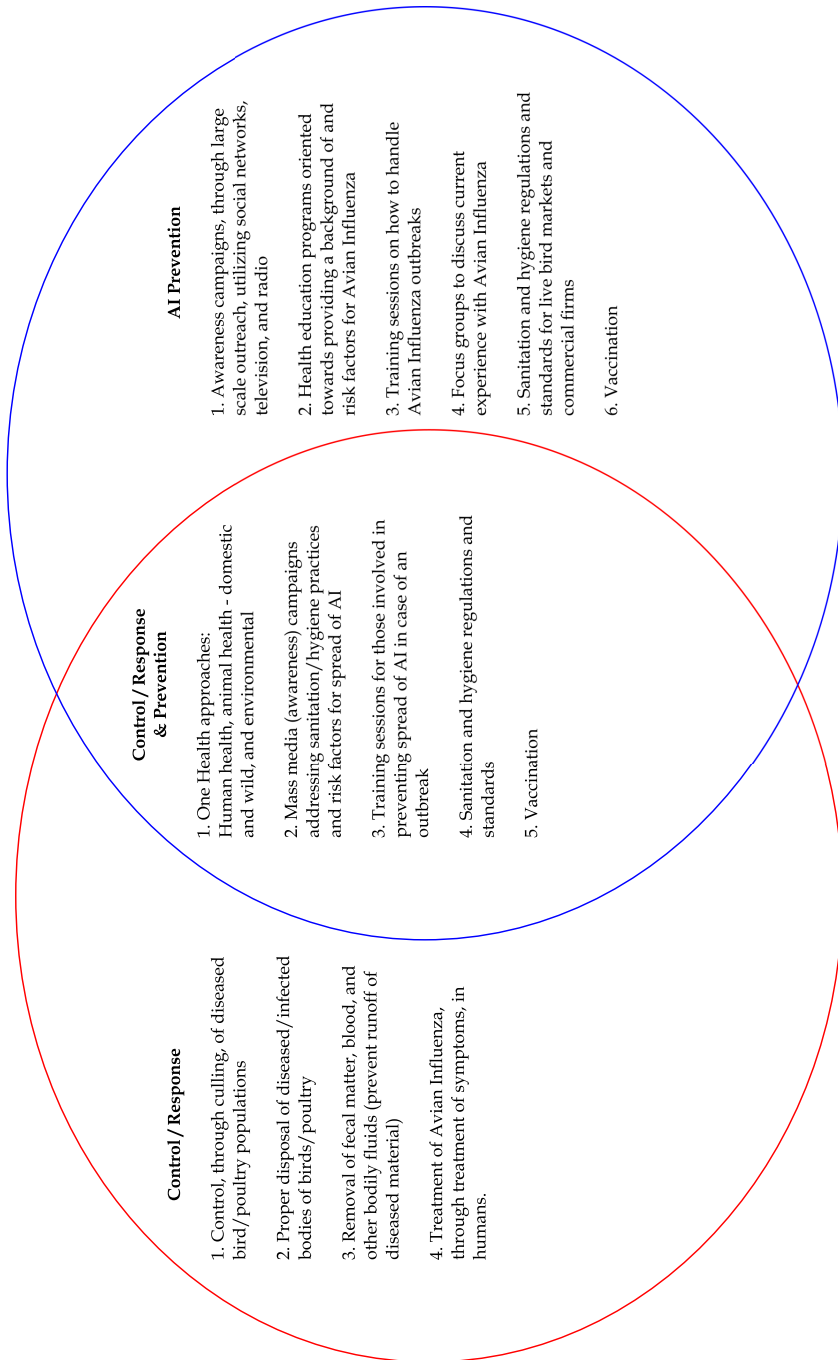 Control / Response
1. Control, through culling, of diseased
bird/poultry populations
2. Proper disposal of diseased/infected
bodies of birds/poultry
3. Removal of fecal matter, blood, and
other bodily fluids (prevent runoff of
diseased material)
4. Treatment of Avian Influenza,
through treatment of symptoms, in
humans.
Control / Response
& Prevention
1. One Health approaches:
Human health, animal health - domestic
and wild, and environmental
2. Mass media (awareness) campaigns
addressing sanitation/hygiene practices
and risk factors for spread of AI
3. Training sessions for those involved in
preventing spread of AI in case of an
outbreak
4. Sanitation and hygiene regulations and
standards
5. Vaccination
AI Prevention
1. Awareness campaigns, through large
scale outreach, utilizing social networks,
television, and radio
2. Health education programs oriented
towards providing a background of and
risk factors for Avian Influenza
3. Training sessions on how to handle
Avian Influenza outbreaks
4. Focus groups to discuss current
experience with Avian Influenza
5. Sanitation and hygiene regulations and
standards for live bird markets and
commercial firms
6. Vaccination